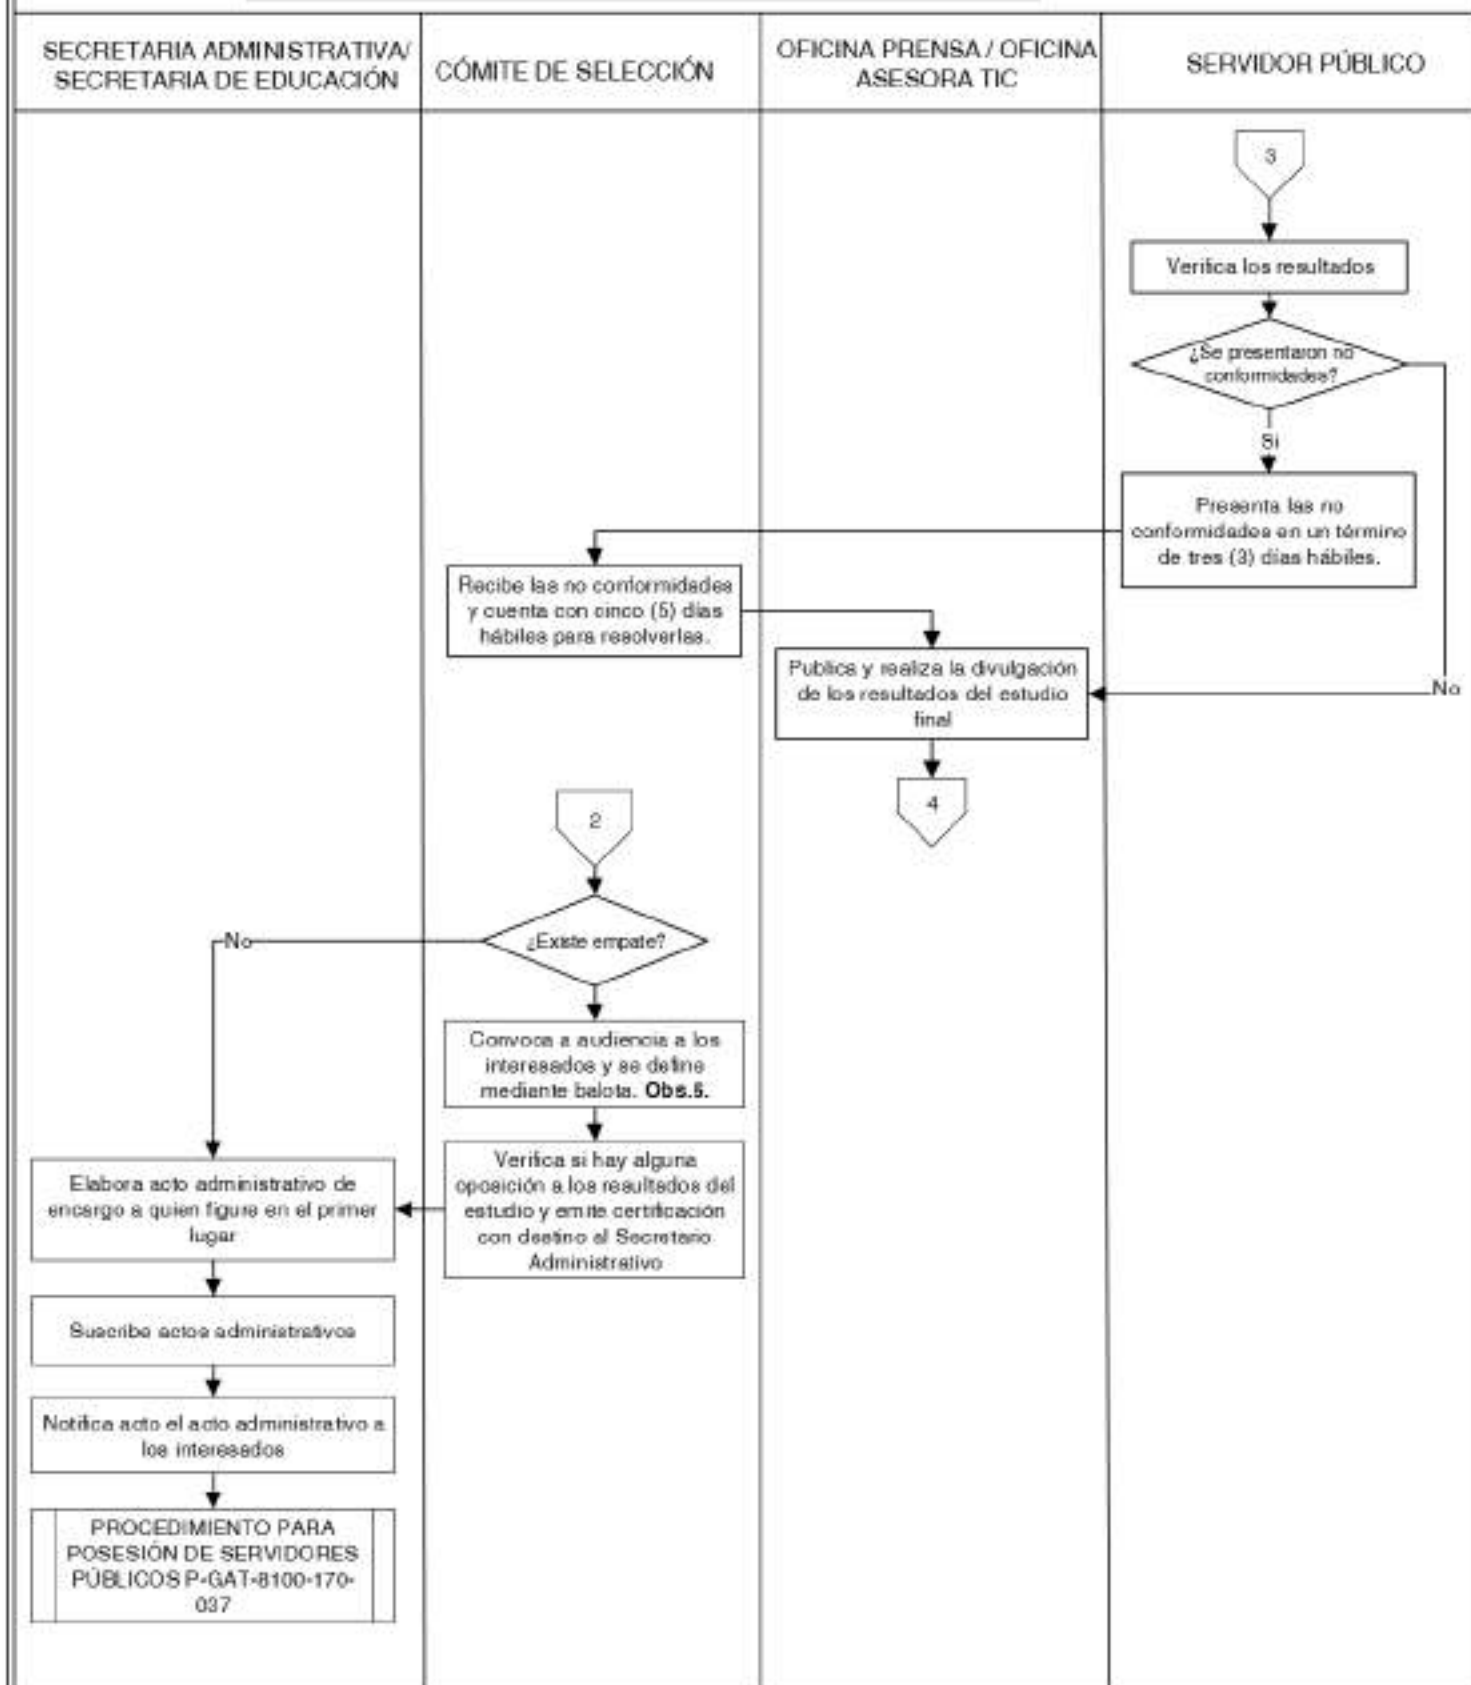 SECRETARIA ADMINISTRATIVA/
SECRETARIA DE EDUCACIÓN
CÓMITE DE SELECCIÓN
OFICINA PRENSA / OFICINA
ASESORA TIC
SERVIDOR PÚBLICO
3
Verifica los resultados
¿Se presentaron no
conformidades?
Si
Presenta las no
conformidades en un término
de tres (3) días hábiles.
Recibe las no conformidades
y cuenta con cinco (5) días
hábiles para resolverlas.
Publica y realiza la divulgación
de los resultados del estudio
final
No
4
2
¿Existe empate?
No
Convoca a audiencia a los
interesados y se define
mediante balota. Obs.5.
Verifica si hay alguna
oposición a los resultados del
estudio y emite certificación
con destino al Secretario
Administrativo
Elabora acto administrativo de
encargo a quien figure en el primer
lugar
Suscribe actos administrativos
Notifica acto el acto administrativo a
los interesados
PROCEDIMIENTO PARA
POSESIÓN DE SERVIDORES
PÚBLICOS P-GAT-8100-170-
037